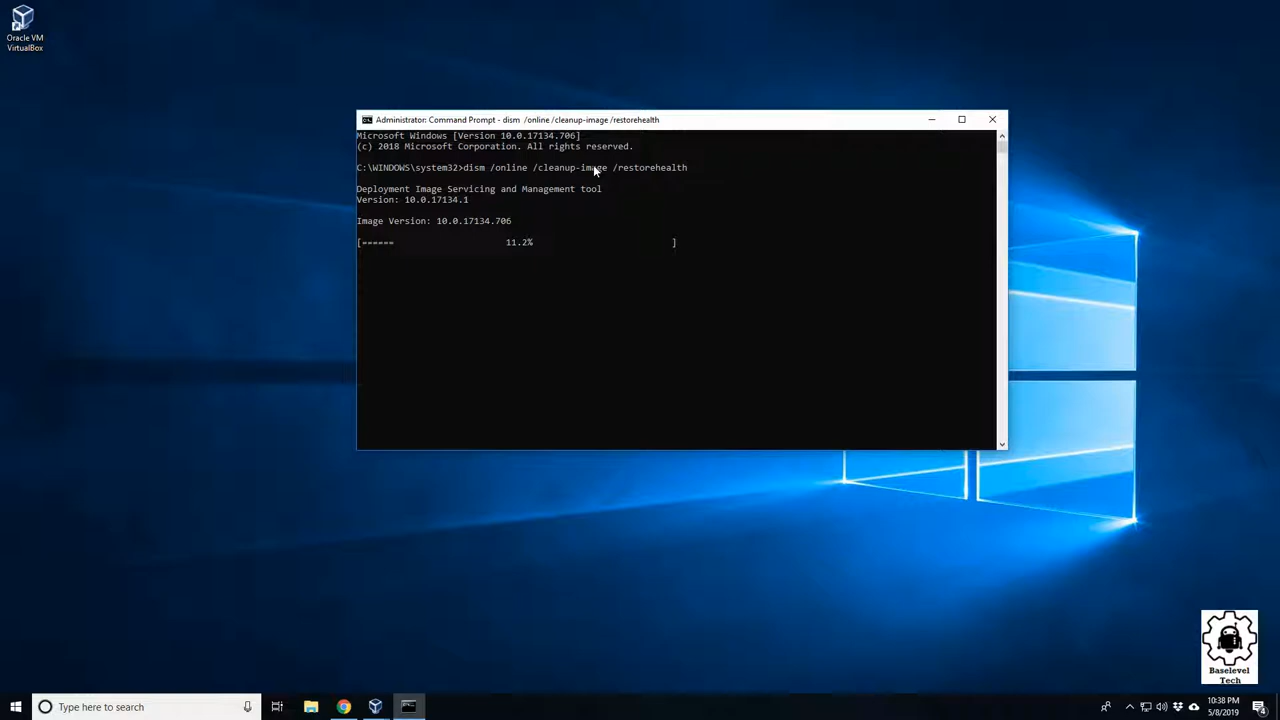 Oracle VM
VirtualBox
Administrator: Command Prompt - dism  /online /cleanup-image /restorehealth
Microsoft Windows [Version 10.0.17134.706]
(c) 2018 Microsoft Corporation. All rights reserved.
C:\WINDOWS\system32>dism /online /cleanup-image /restorehealth
Deployment Image Servicing and Management tool
Version: 10.0.17134.1
Image Version: 10.0.17134.706
[======                     11.2%                          ]
Baselevel
Tech
Type here to search
10:38 PM
5/8/2019
4